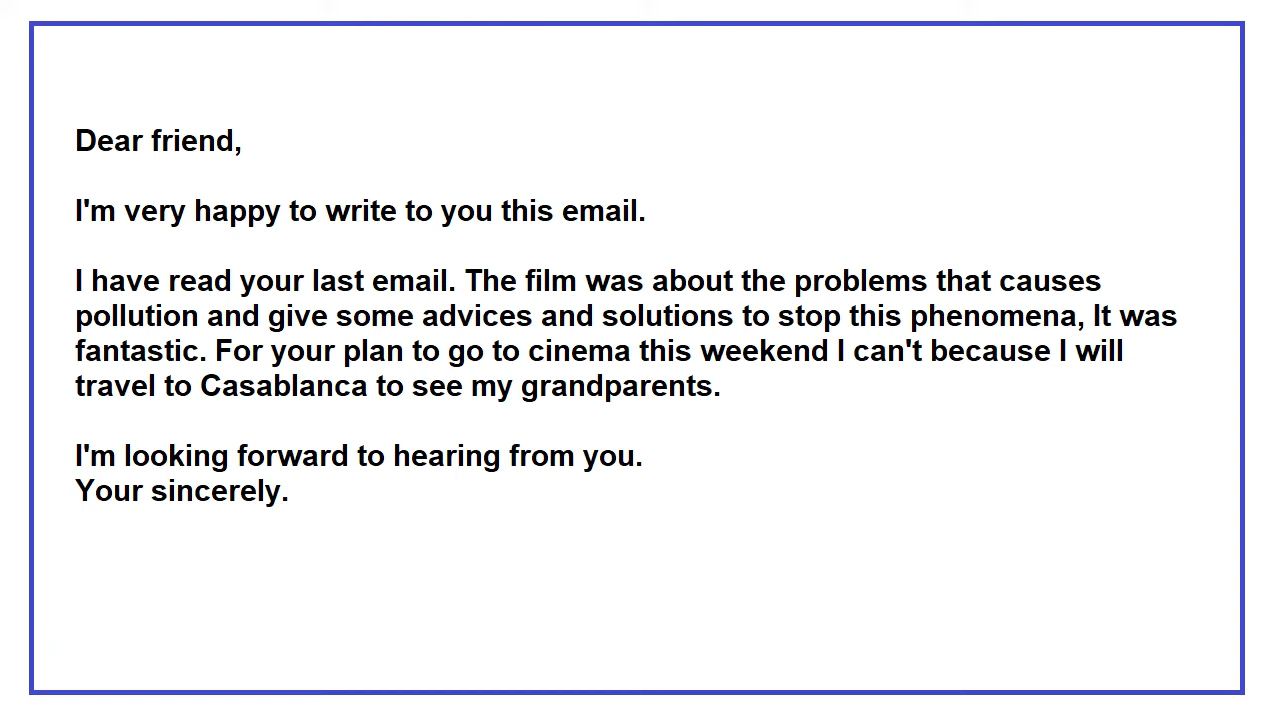 Dear friend,
I'm very happy to write to you this email.
I have read your last email. The film was about the problems that causes
pollution and give some advices and solutions to stop this phenomena, It was
fantastic. For your plan to go to cinema this weekend I can't because I will
travel to Casablanca to see my grandparents.
I'm looking forward to hearing from you.
Your sincerely.